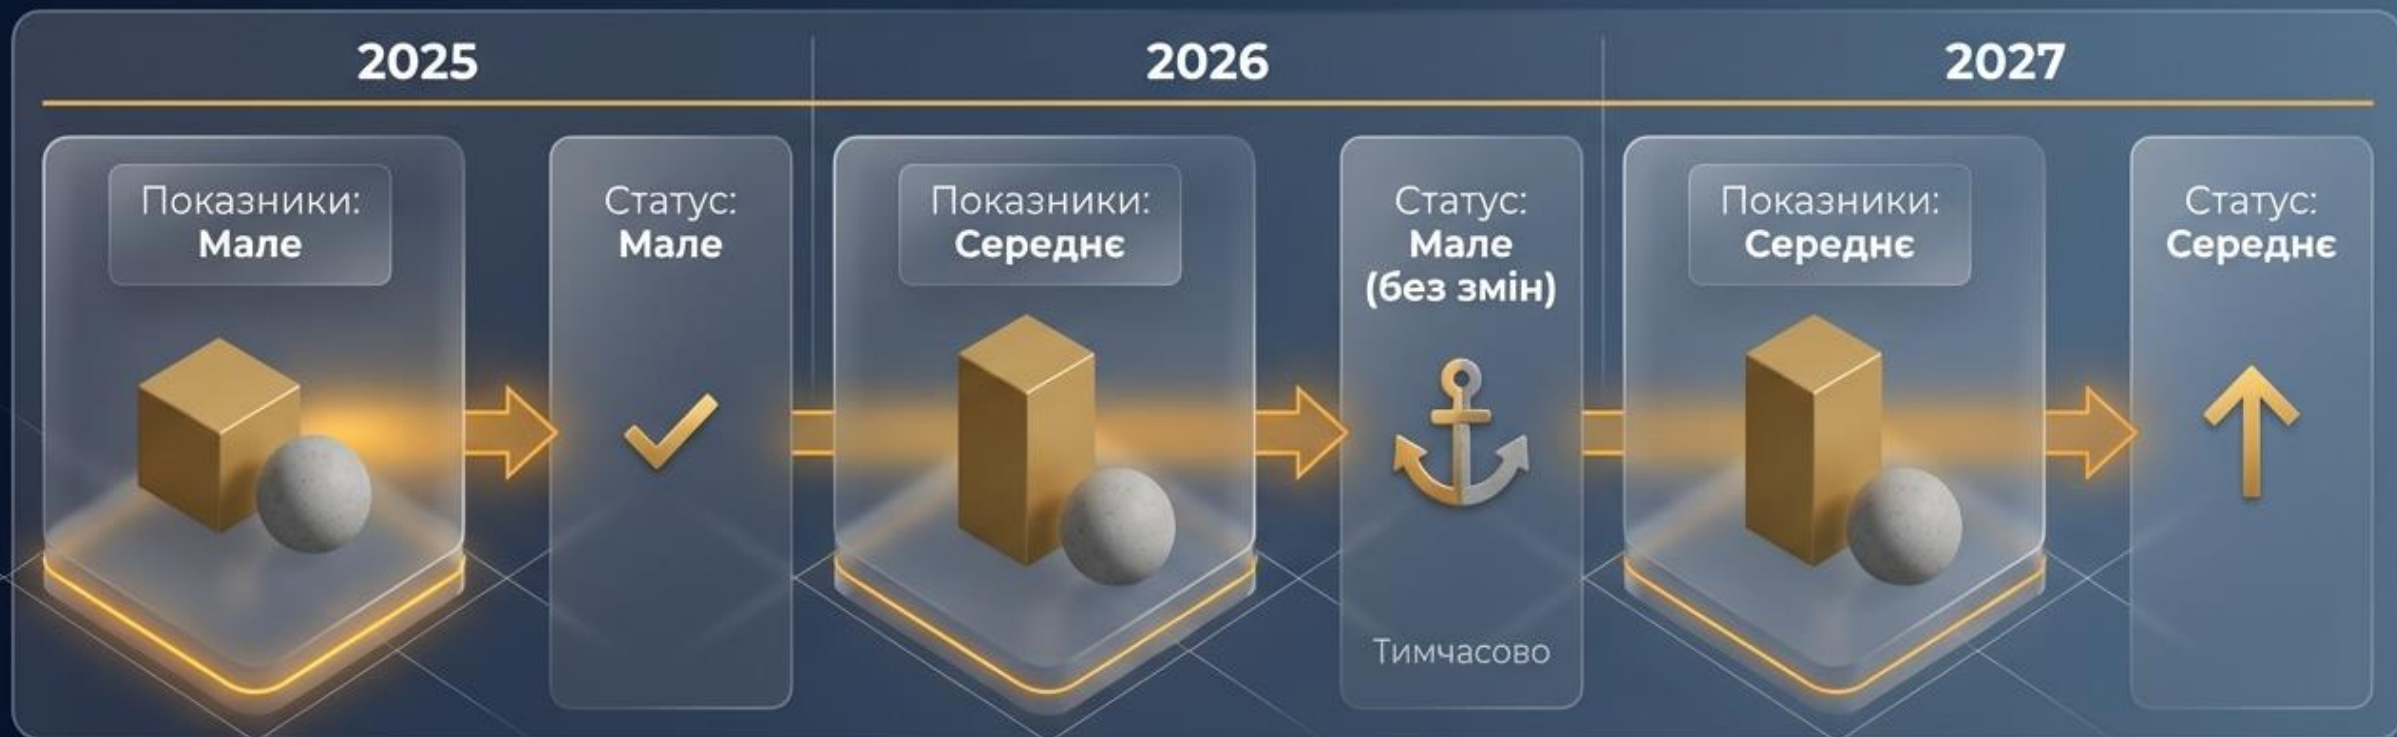 2025
Показники:
Мале
Статус:
Мале
2026
Показники:
Середнє
Статус:
Мале
(без змін)
Тимчасово
2027
Показники:
Середнє
Статус:
Середнє